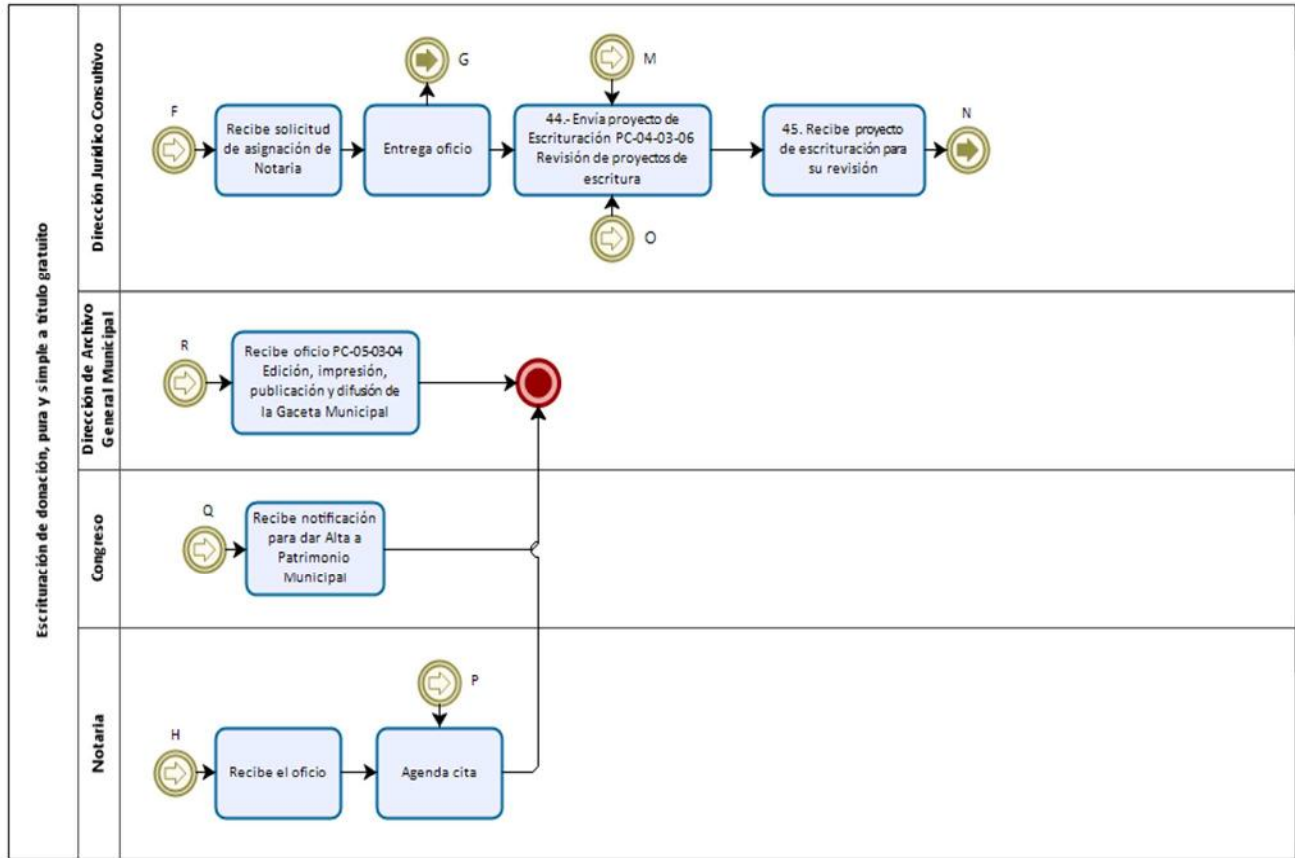 Escrituración de donación, pura y simple a título gratuito
Dirección Jurídico Consultivo
F
Recibe solicitud
de asignación de
Notaria
G
Entrega oficio
M
44.- Envía proyecto de
Escrituración PC-04-03-06
Revisión de proyectos de
escritura
O
45. Recibe proyecto
de escrituración para
su revisión
N
Dirección de Archivo
General Municipal
R
Recibe oficio PC-05-03-04
Edición, impresión,
publicación y difusión de
la Gaceta Municipal
Congreso
Q
Recibe notificación
para dar Alta a
Patrimonio
Municipal
Notaria
H
Recibe el oficio
P
Agenda cita